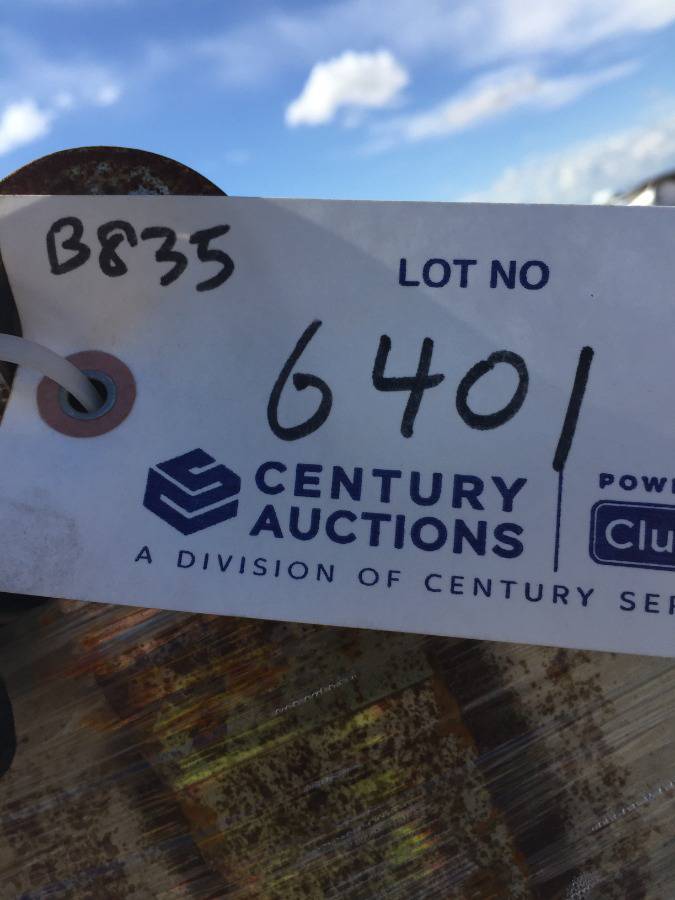 B835
LOT NO
6401
CENTURY
AUCTIONS
A DIVISION OF CENTURY